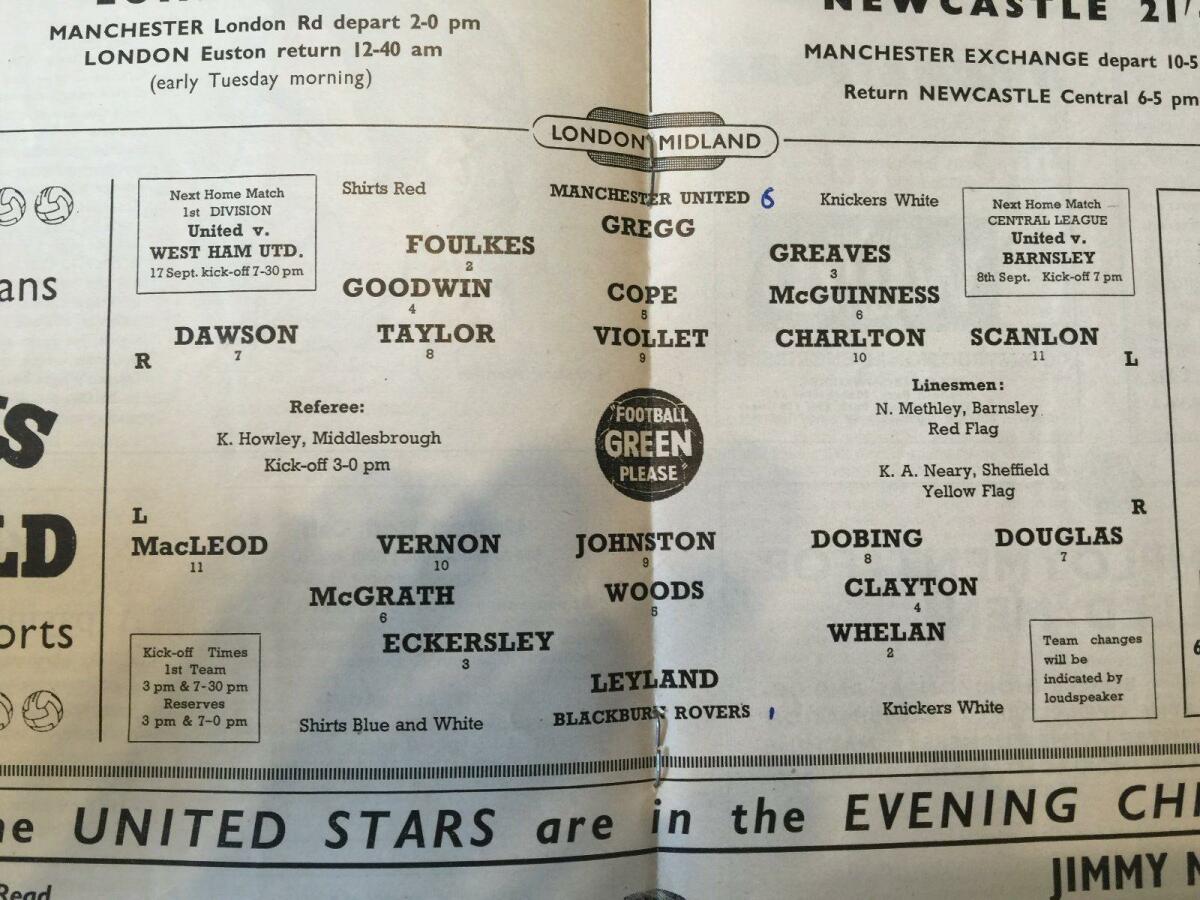 MANCHESTER London Rd depart 2-0 pm
LONDON Euston return 12-40 am
(early Tuesday morning)
NEWCASTLE 21/
MANCHESTER EXCHANGE depart 10-5
Return NEWCASTLE Central 6-5 pm
LONDON MIDLAND
Next Home Match
1st DIVISION
United v.
WEST HAM UTD.
17 Sept. kick-off 7-30 pm
Shirts Red
MANCHESTER UNITED 6
Knickers White
Next Home Match
CENTRAL LEAGUE
United v.
BARNSLEY
8th Sept. Kick-off 7 pm
GREGG
FOULKES
2
GREAVES
3
GOODWIN
4
COPE
5
McGUINNESS
6
DAWSON
7
TAYLOR
8
VIOLLET
9
CHARLTON
10
SCANLON
11
R
L
Referee:
K. Howley, Middlesbrough
Kick-off 3-0 pm
"FOOTBALL
GREEN
PLEASE"
Linesmen:
N. Methley, Barnsley
Red Flag
K. A. Neary, Sheffield
Yellow Flag
L
R
MacLEOD
11
VERNON
10
JOHNSTON
9
DOBING
8
DOUGLAS
7
McGRATH
6
WOODS
5
CLAYTON
4
ECKERSLEY
3
WHELAN
2
LEYLAND
Kick-off Times
1st Team
3 pm & 7-30 pm
Reserves
3 pm & 7-0 pm
Shirts Blue and White
BLACKBURN ROVERS 1
Knickers White
Team changes
will be
indicated by
loudspeaker
ans
S
LD
orts
6
he UNITED STARS are in the EVENING CH
JIMMY
Read